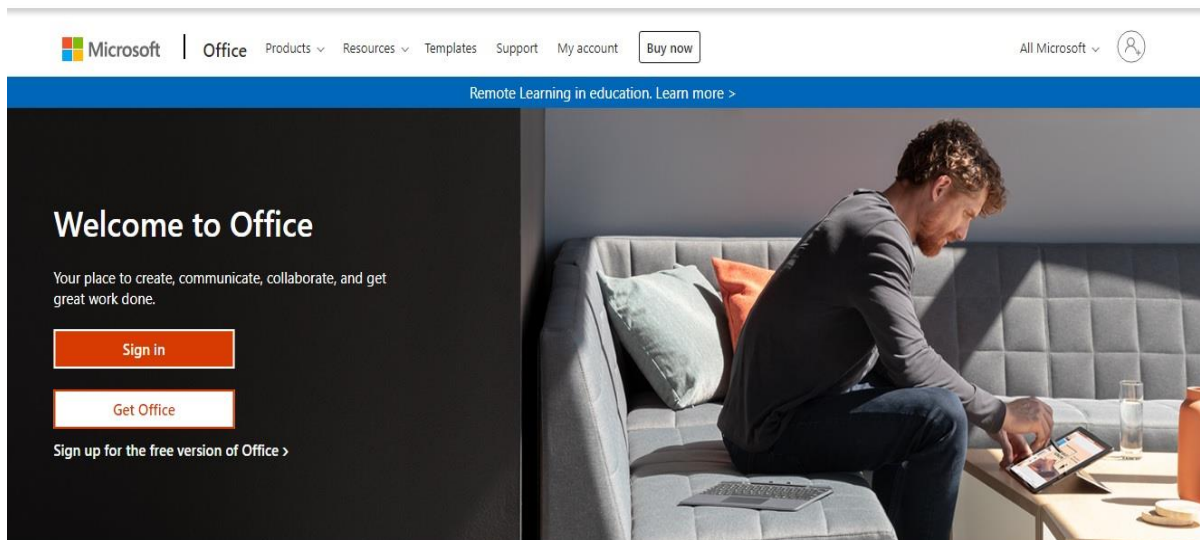 Microsoft Office Products Resources Templates Support My account Buy now All Microsoft
Remote Learning in education. Learn more >
Welcome to Office
Your place to create, communicate, collaborate, and get
great work done.
Sign in
Get Office
Sign up for the free version of Office >